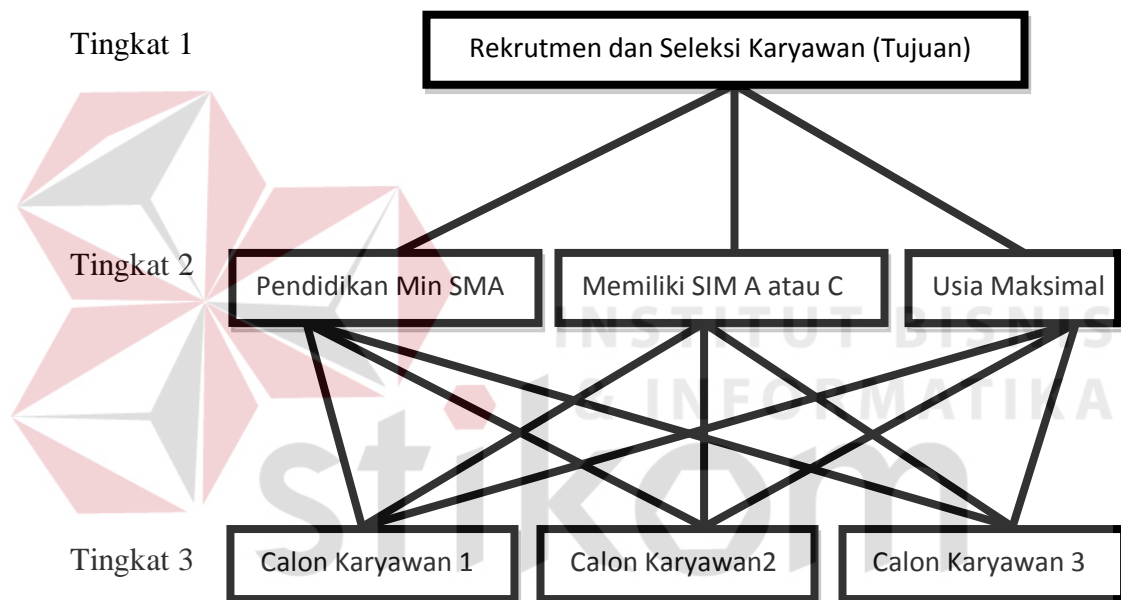 Tingkat 1
Rekrutmen dan Seleksi Karyawan (Tujuan)
Tingkat 2
Pendidikan Min SMA
Memiliki SIM A atau C
Usia Maksimal
INSTITUT BISNIS
& INFORMATIKA
stikom
Tingkat 3
Calon Karyawan 1
Calon Karyawan2
Calon Karyawan 3